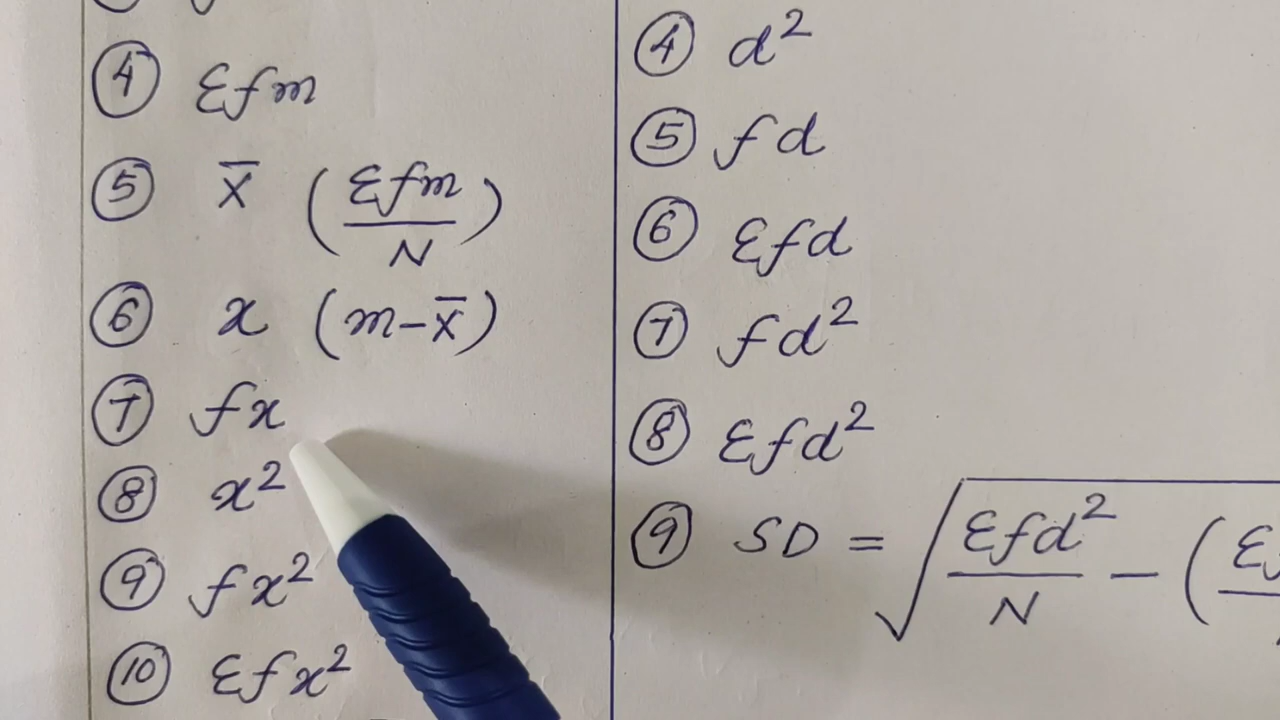 ④ Σfm
⑤ x̄ (Σfm/N)
⑥ x (m-x̄)
⑦ fx
⑧ x²
⑨ fx²
⑩ Σfx²
④ d²
⑤ fd
⑥ Σfd
⑦ fd²
⑧ Σfd²
⑨ SD = √Σfd²/N - (Σf